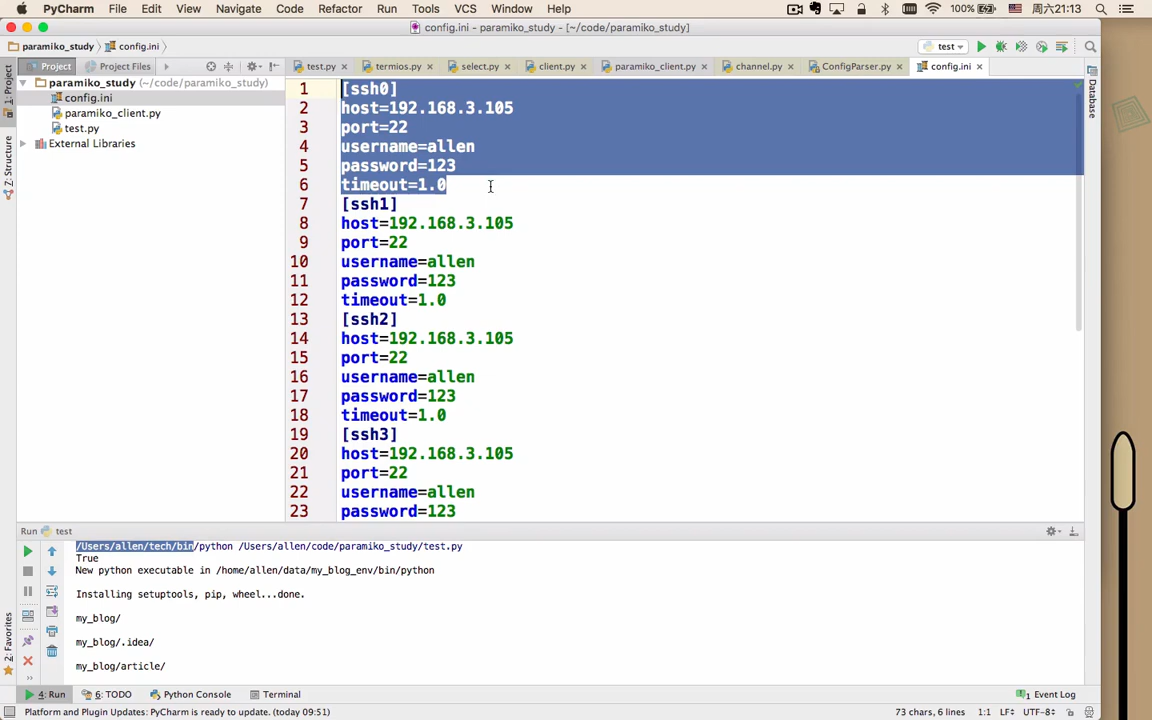 PyCharm File Edit View Navigate Code Refactor Run Tools VCS Window Help 100% 周六21:13
config.ini - paramiko_study - [~/code/paramiko_study]
paramiko_study config.ini test
Project Project Files test.py termios.py select.py client.py paramiko_client.py channel.py ConfigParser.py config.ini
1: Project
Z: Structure
2: Favorites
Database
paramiko_study (~/code/paramiko_study)
config.ini
paramiko_client.py
test.py
External Libraries
1 [ssh0]
2 host=192.168.3.105
3 port=22
4 username=allen
5 password=123
6 timeout=1.0
7 [ssh1]
8 host=192.168.3.105
9 port=22
10 username=allen
11 password=123
12 timeout=1.0
13 [ssh2]
14 host=192.168.3.105
15 port=22
16 username=allen
17 password=123
18 timeout=1.0
19 [ssh3]
20 host=192.168.3.105
21 port=22
22 username=allen
23 password=123
Run test
/Users/allen/tech/bin/python /Users/allen/code/paramiko_study/test.py
True
New python executable in /home/allen/data/my_blog_env/bin/python
Installing setuptools, pip, wheel...done.
my_blog/
my_blog/.idea/
my_blog/article/
4: Run 6: TODO Python Console Terminal 1 Event Log
Platform and Plugin Updates: PyCharm is ready to update. (today 09:51) 73 chars, 6 lines 1:1 LF÷ UTF-8÷